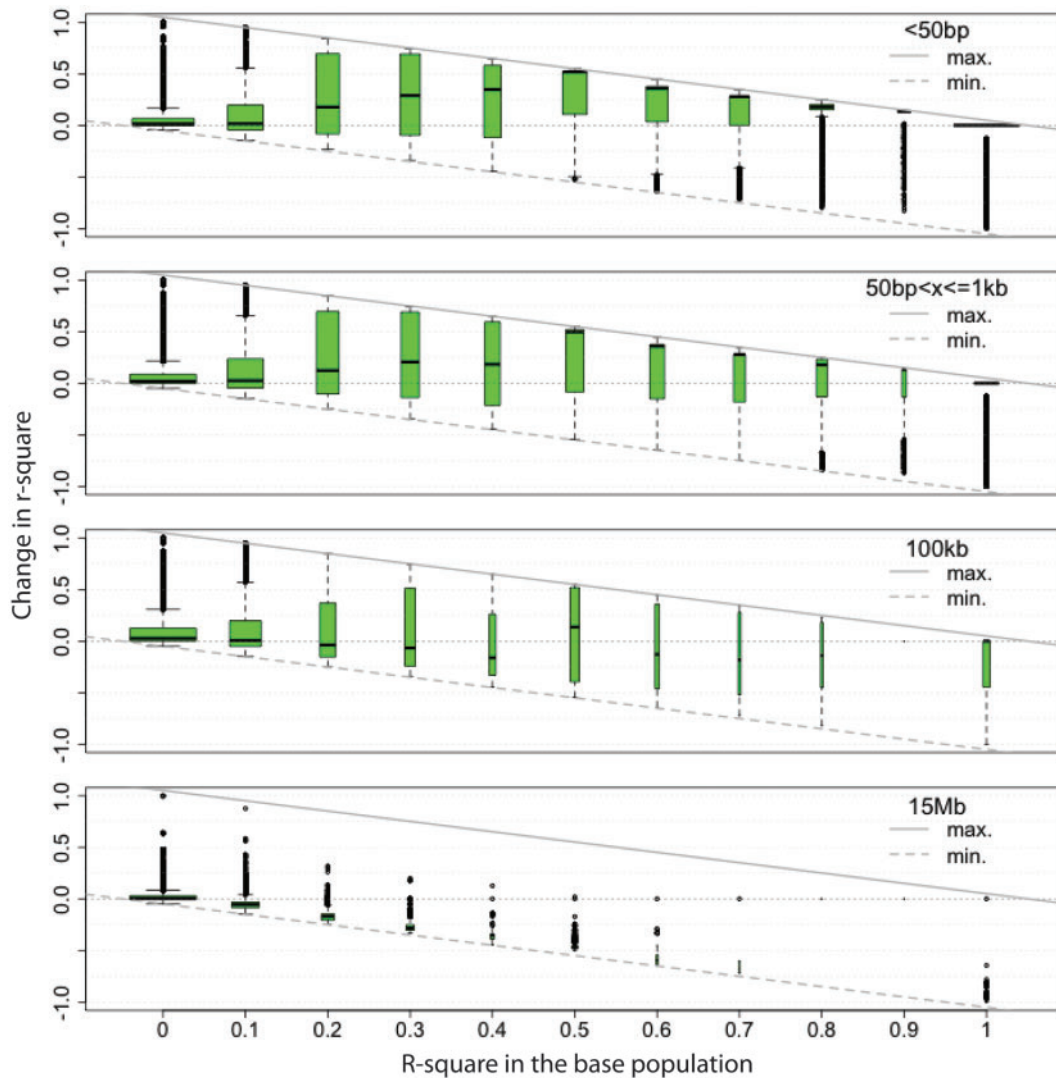 Change in r-square
1.0
0.5
0.0
-1.0
<50bp
max.
min.
1.0
0.5
0.0
-1.0
50bp<x<=1kb
max.
min.
1.0
0.5
0.0
-1.0
100kb
max.
min.
1.0
0.5
0.0
-1.0
15Mb
max.
min.
0 0.1 0.2 0.3 0.4 0.5 0.6 0.7 0.8 0.9 1
R-square in the base population